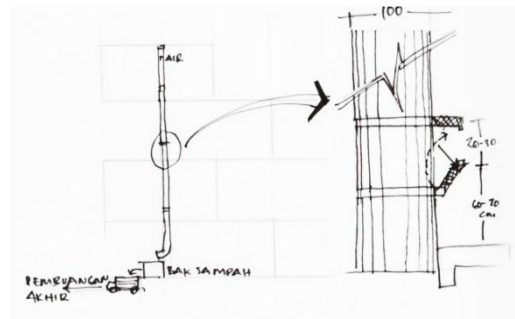 100
AIR
20-30
60-70
cm
BAK SAMPAH
PEMBUANGAN
AKHIR